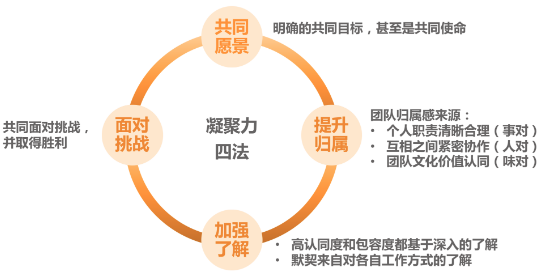 共同
愿景
明确的共同目标，甚至是共同使命
共同面对挑战，
并取得胜利
面对
挑战
凝聚力
四法
提升
归属
团队归属感来源：
• 个人职责清晰合理（事对）
• 互相之间紧密协作（人对）
• 团队文化价值认同（味对）
加强
了解
• 高认同度和包容度都基于深入的了解
• 默契来自对各自工作方式的了解